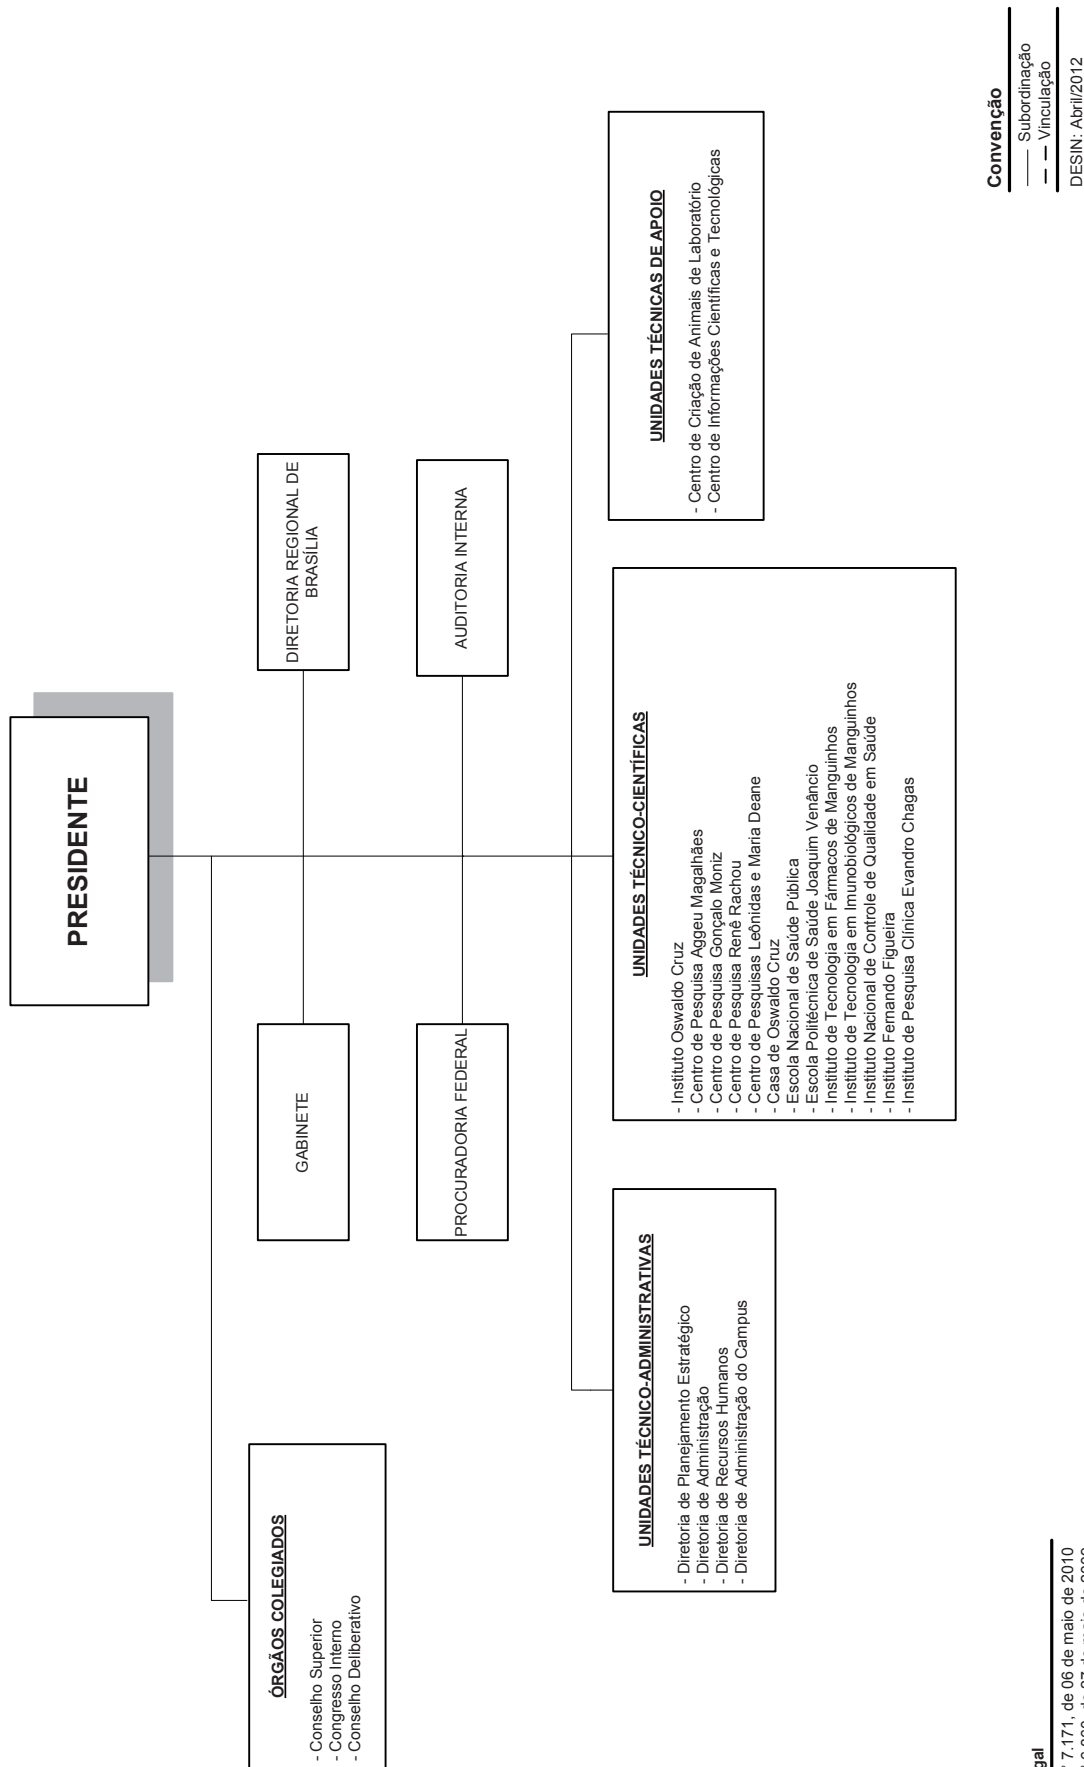 PRESIDENTE
ÓRGÃOS COLEGIADOS
- Conselho Superior
- Congresso Interno
- Conselho Deliberativo
GABINETE
DIRETORIA REGIONAL DE
BRASÍLIA
PROCURADORIA FEDERAL
AUDITORIA INTERNA
UNIDADES TÉCNICO-ADMINISTRATIVAS
- Diretoria de Planejamento Estratégico
- Diretoria de Administração
- Diretoria de Recursos Humanos
- Diretoria de Administração do Campus
UNIDADES TÉCNICO-CIENTÍFICAS
- Instituto Oswaldo Cruz
- Centro de Pesquisa Aggeu Magalhães
- Centro de Pesquisa Gonçalo Moniz
- Centro de Pesquisa Renê Rachou
- Centro de Pesquisas Leônidas e Maria Deane
- Casa de Oswaldo Cruz
- Escola Nacional de Saúde Pública
- Escola Politécnica de Saúde Joaquim Venâncio
- Instituto de Tecnologia em Fármacos de Manguinhos
- Instituto de Tecnologia em Imunobiológicos de Manguinhos
- Instituto Nacional de Controle de Qualidade em Saúde
- Instituto Fernando Figueira
- Instituto de Pesquisa Clínica Evandro Chagas
UNIDADES TÉCNICAS DE APOIO
- Centro de Criação de Animais de Laboratório
- Centro de Informações Científicas e Tecnológicas
gal
7.171, de 06 de maio de 2010
de 07 de maio de
Convenção
Subordinação
Vinculação
DESIN: Abril/2012